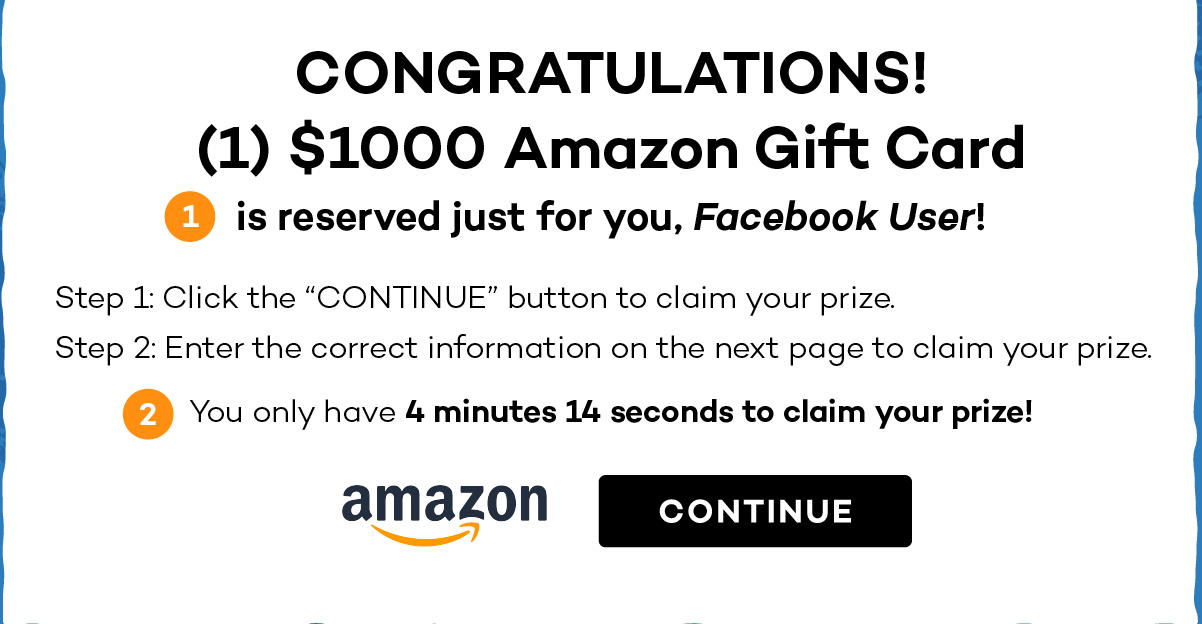 CONGRATULATIONS!
(1) $1000 Amazon Gift Card
1 is reserved just for you, Facebook User!
Step 1: Click the “CONTINUE” button to claim your prize.
Step 2: Enter the correct information on the next page to claim your prize.
2 You only have 4 minutes 14 seconds to claim your prize!
amazon CONTINUE